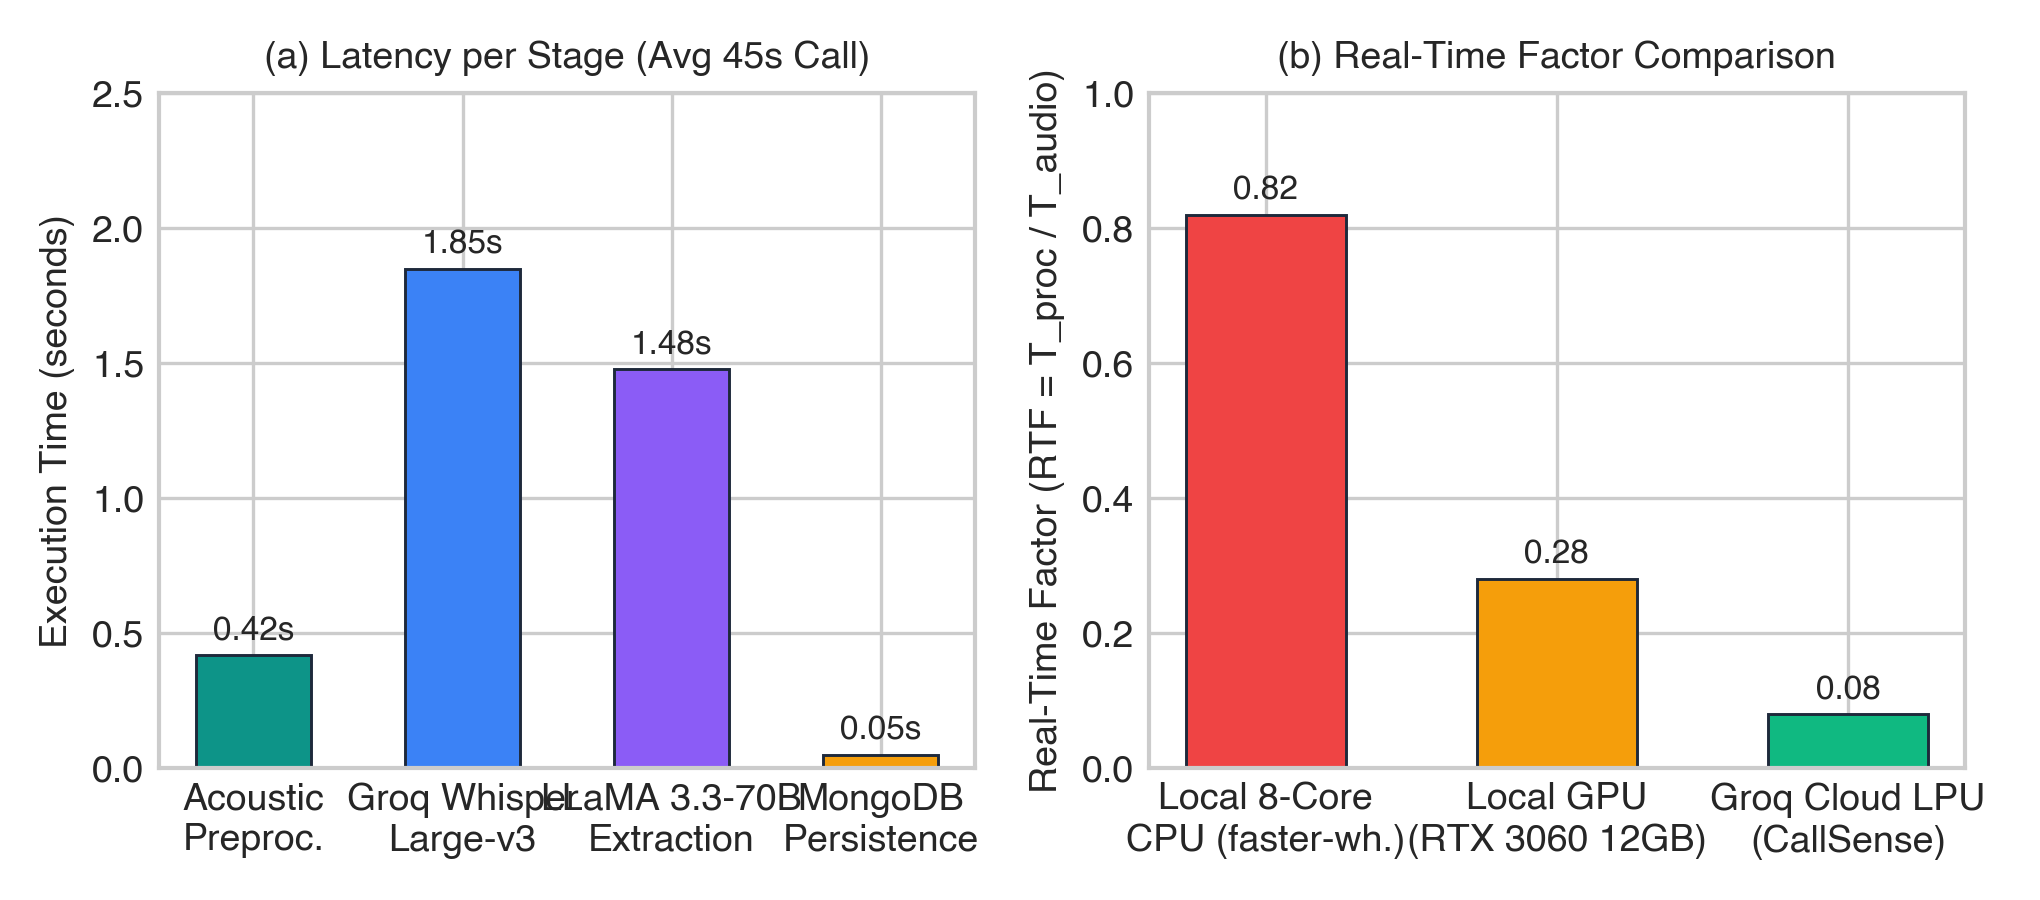 (a) Latency per Stage (Avg 45s Call)
Execution Time (seconds)
2.5
2.0
1.5
1.0
0.5
0.0
0.42s
1.85s
1.48s
0.05s
Acoustic
Preproc.
Groq Whisper
Large-v3
LLaMA 3.3-70B
Extraction
MongoDB
Persistence
(b) Real-Time Factor Comparison
Real-Time Factor (RTF = T_proc / T_audio)
1.0
0.8
0.6
0.4
0.2
0.0
0.82
0.28
0.08
Local 8-Core
CPU (faster-wh.)
Local GPU
(RTX 3060 12GB)
Groq Cloud LPU
(CallSense)